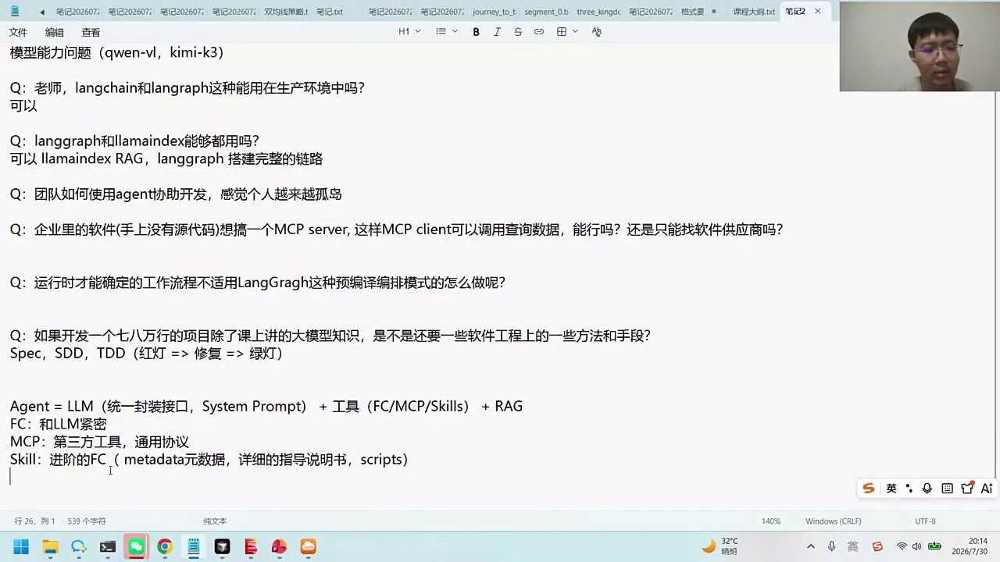 笔记2026072
笔记2026072
笔记2026072
笔记2026072
双均线策略.t
笔记.txt
笔记2026072
笔记2026072
journey_to_t
segment_0.t
three_kingdc
笔记2026072
格式要
课程大纲.txt
笔记2
文件 编辑 查看 H1 B I S
模型能力问题（qwen-vl，kimi-k3）
Q：老师，langchain和langraph这种能用在生产环境中吗？
可以
Q：langgraph和llamaindex能够都用吗？
可以 llamaindex RAG，langgraph 搭建完整的链路
Q：团队如何使用agent协助开发，感觉个人越来越孤岛
Q：企业里的软件(手上没有源代码)想搞一个MCP server, 这样MCP client可以调用查询数据，能行吗？还是只能找软件供应商吗？
Q：运行时才能确定的工作流程不适用LangGragh这种预编译编排模式的怎么做呢？
Q：如果开发一个七八万行的项目除了课上讲的大模型知识，是不是还要一些软件工程上的一些方法和手段？
Spec，SDD，TDD（红灯 => 修复 => 绿灯）
Agent = LLM（统一封装接口，System Prompt） + 工具（FC/MCP/Skills） + RAG
FC：和LLM紧密
MCP：第三方工具，通用协议
Skill：进阶的FC（ metadata元数据，详细的指导说明书，scripts）
英
行 26，列 1 539 个字符 纯文本 140% Windows (CRLF) UTF-8
32°C
晴朗
英
20:14
2026/7/30